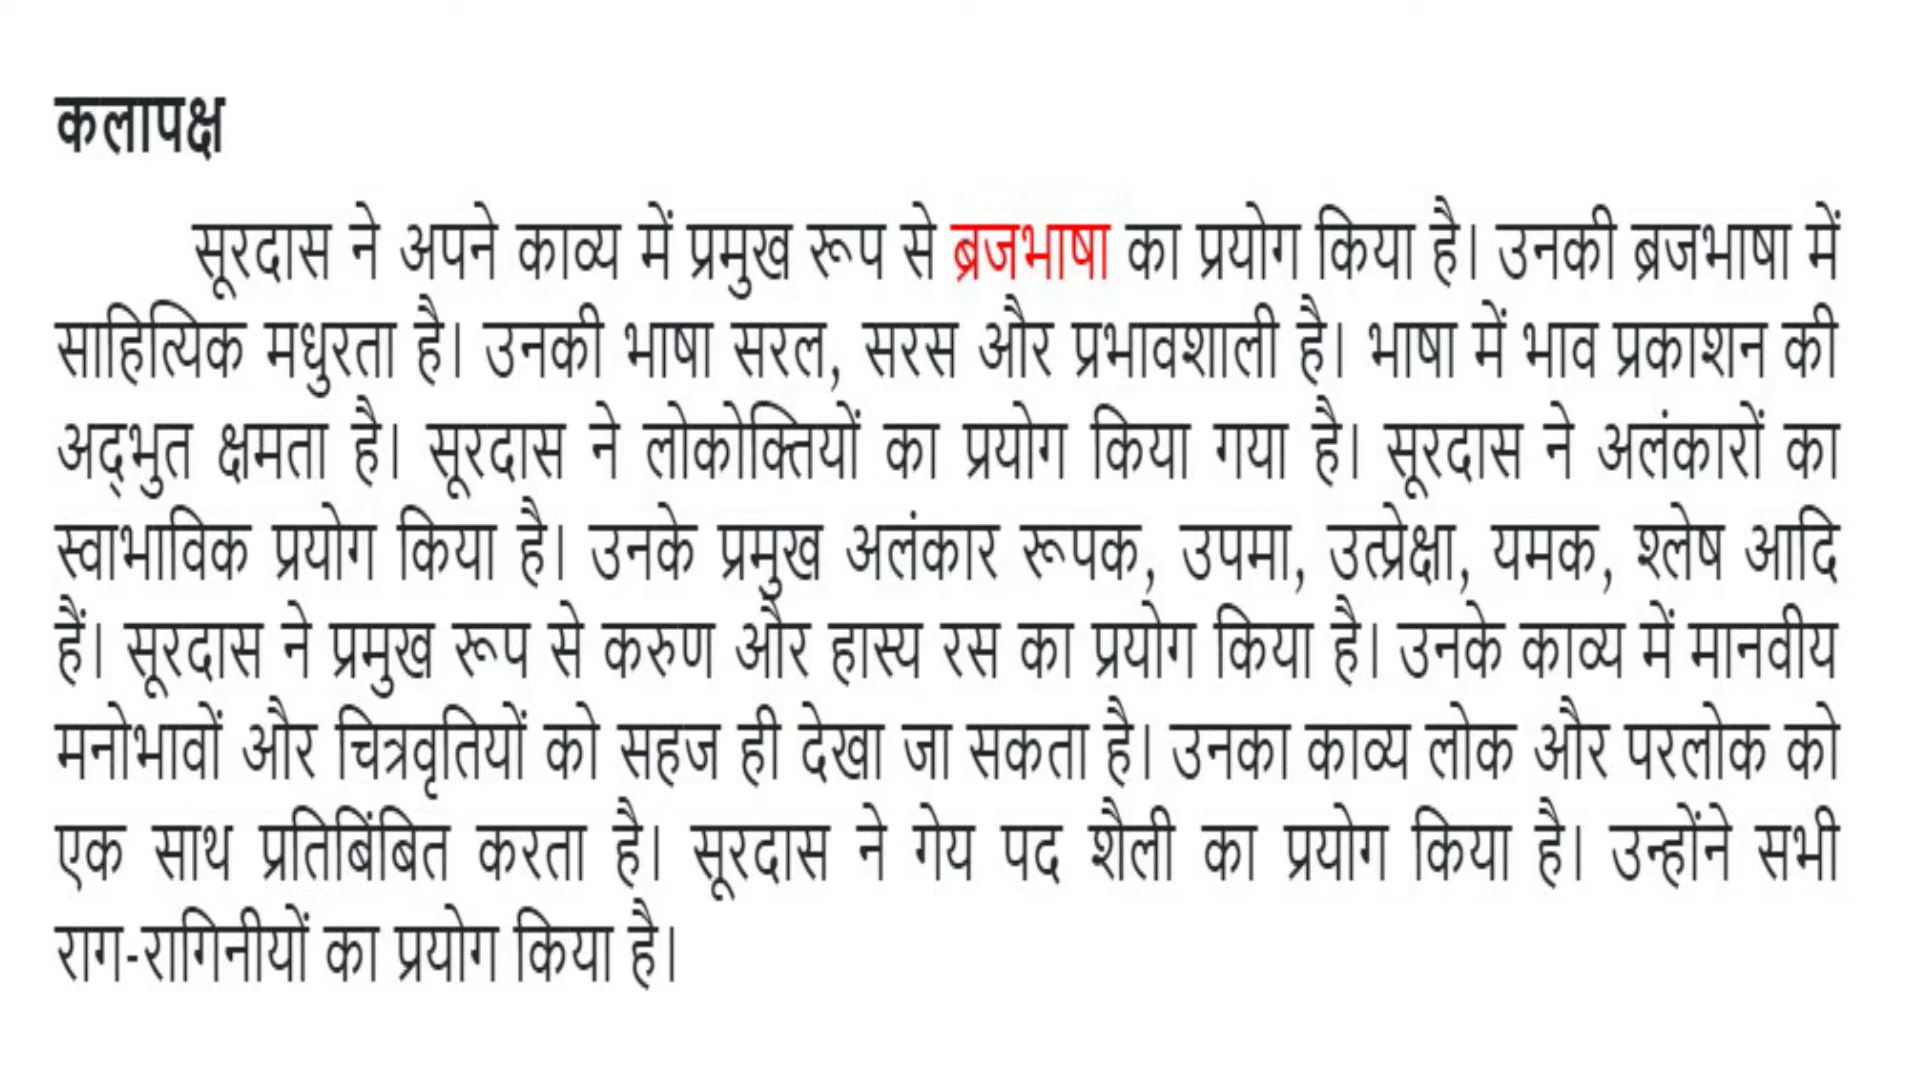 कलापक्ष
सूरदास ने अपने काव्य में प्रमुख रूप से ब्रजभाषा का प्रयोग किया है। उनकी ब्रजभाषा में
साहित्यिक मधुरता है। उनकी भाषा सरल, सरस और प्रभावशाली है। भाषा में भाव प्रकाशन की
अद्‌भुत क्षमता है। सूरदास ने लोकोक्तियों का प्रयोग किया गया है। सूरदास ने अलंकारों का
स्वाभाविक प्रयोग किया है। उनके प्रमुख अलंकार रूपक, उपमा, उत्प्रेक्षा, यमक, श्लेष आदि
हैं। सूरदास ने प्रमुख रूप से करुण और हास्य रस का प्रयोग किया है। उनके काव्य में मानवीय
मनोभावों और चित्रवृतियों को सहज ही देखा जा सकता है। उनका काव्य लोक और परलोक को
एक साथ प्रतिबिंबित करता है। सूरदास ने गेय पद शैली का प्रयोग किया है। उन्होंने सभी
राग-रागिनीयों का प्रयोग किया है।